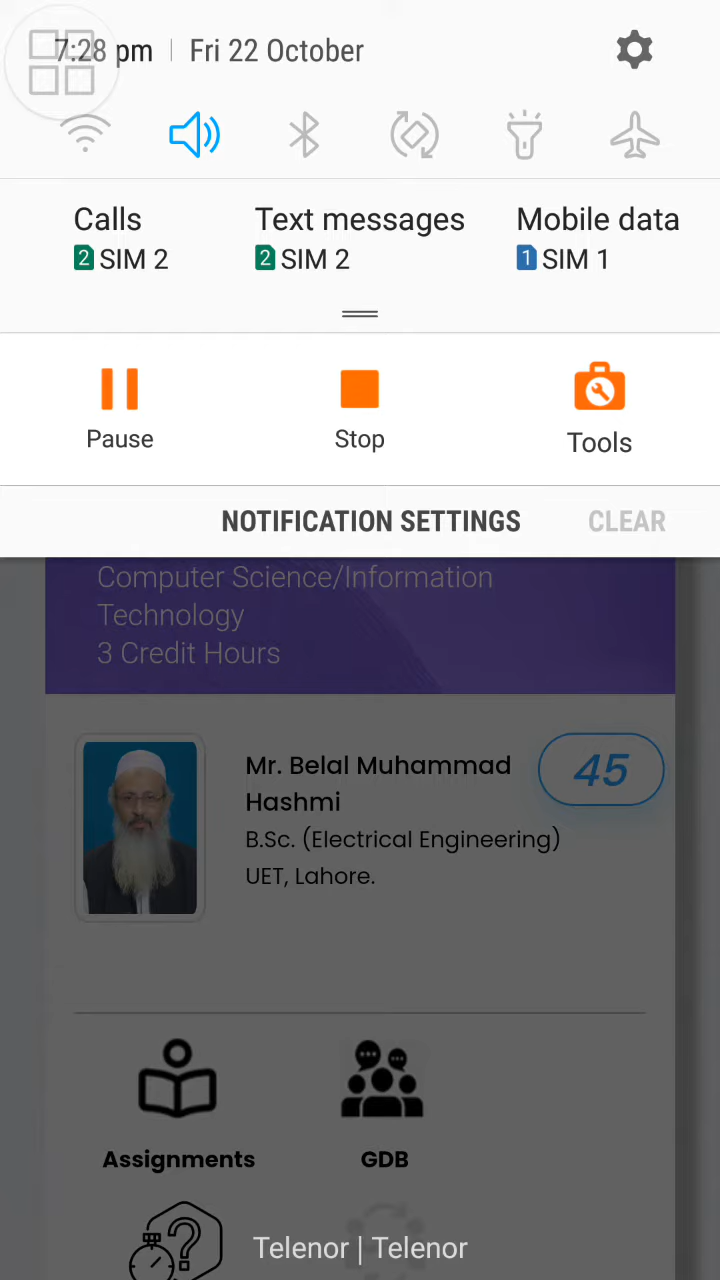 7:28 pm | Fri 22 October
Calls Text messages Mobile data
2 SIM 2 2 SIM 2 1 SIM 1
Pause Stop Tools
NOTIFICATION SETTINGS CLEAR
Computer Science/Information
Technology
3 Credit Hours
Mr. Belal Muhammad
Hashmi
45
B.Sc. (Electrical Engineering)
UET, Lahore.
Assignments GDB
Telenor | Telenor